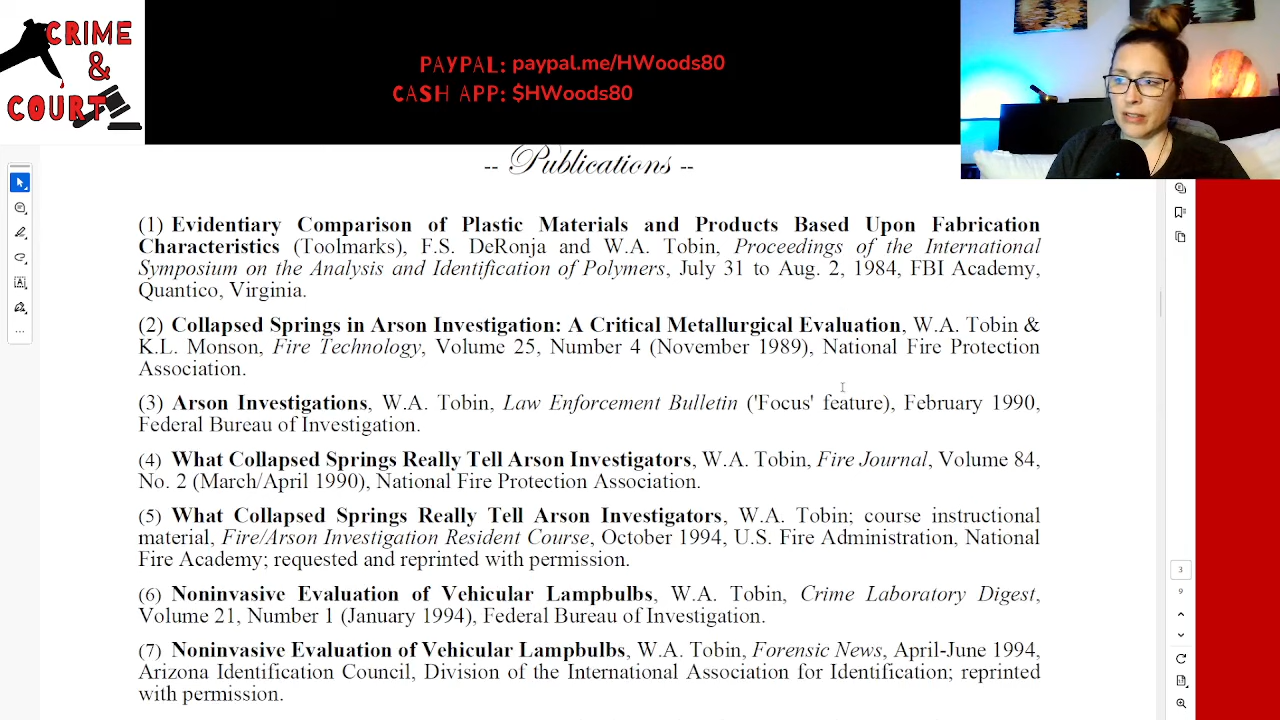 CRIME
&
COURT
PAYPAL: paypal.me/HWoods80
CASH APP: $HWoods80
-- Publications --
(1) Evidentiary Comparison of Plastic Materials and Products Based Upon Fabrication
Characteristics (Toolmarks), F.S. DeRonja and W.A. Tobin, Proceedings of the International
Symposium on the Analysis and Identification of Polymers, July 31 to Aug. 2, 1984, FBI Academy,
Quantico, Virginia.
(2) Collapsed Springs in Arson Investigation: A Critical Metallurgical Evaluation, W.A. Tobin &
K.L. Monson, Fire Technology, Volume 25, Number 4 (November 1989), National Fire Protection
Association.
(3) Arson Investigations, W.A. Tobin, Law Enforcement Bulletin ('Focus' feature), February 1990,
Federal Bureau of Investigation.
(4) What Collapsed Springs Really Tell Arson Investigators, W.A. Tobin, Fire Journal, Volume 84,
No. 2 (March/April 1990), National Fire Protection Association.
(5) What Collapsed Springs Really Tell Arson Investigators, W.A. Tobin; course instructional
material, Fire/Arson Investigation Resident Course, October 1994, U.S. Fire Administration, National
Fire Academy; requested and reprinted with permission.
(6) Noninvasive Evaluation of Vehicular Lampbulbs, W.A. Tobin, Crime Laboratory Digest,
Volume 21, Number 1 (January 1994), Federal Bureau of Investigation.
(7) Noninvasive Evaluation of Vehicular Lampbulbs, W.A. Tobin, Forensic News, April-June 1994,
Arizona Identification Council, Division of the International Association for Identification; reprinted
with permission.
3
9